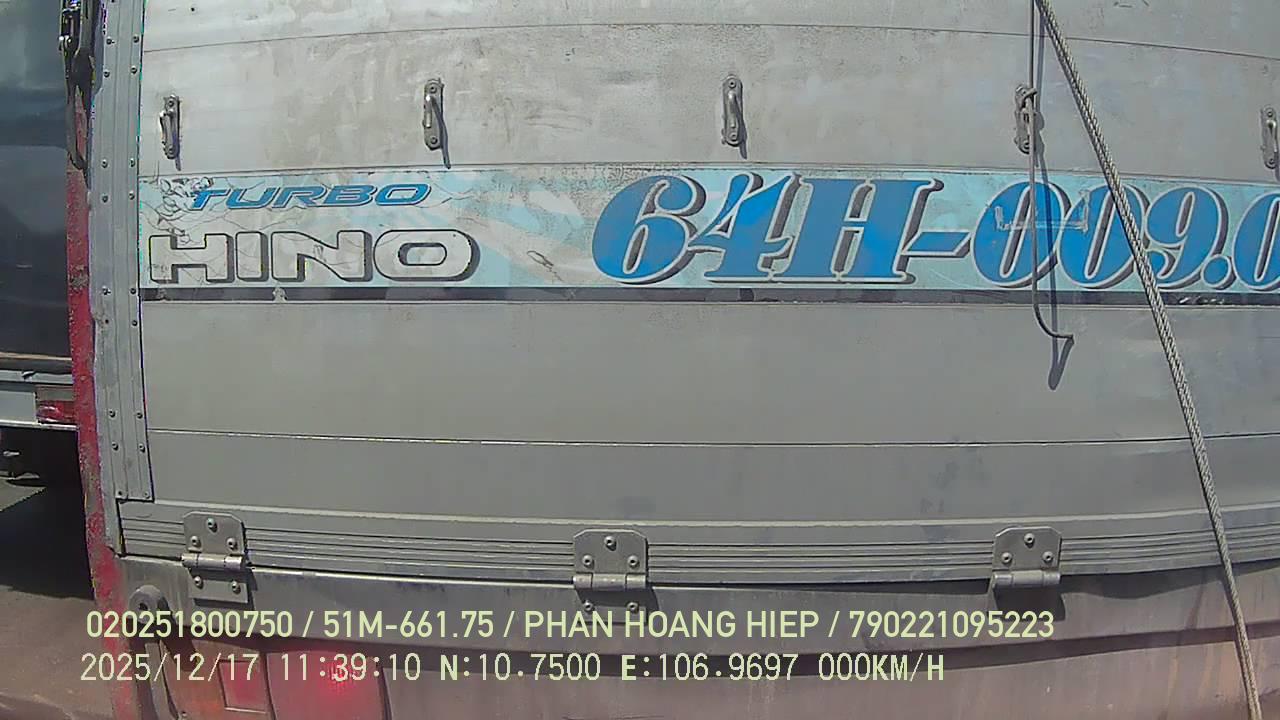 TURBO
HINO
64H-009.0
020251800750 / 51M-661.75 / PHAN HOANG HIEP / 790221095223
2025/12/17 11:39:10 N:10.7500 E:106.9697 000KM/H